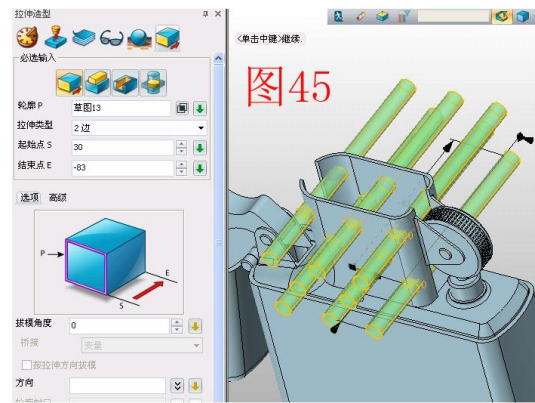 拉伸造型
必选输入
轮廓 P 草图13
拉伸类型 2 边
起始点 S 30
结束点 E -83
选项 高级
P
E
S
拔模角度 0
桥接 变量
按拉伸方向拔模
方向
<单击中键>继续.
图45